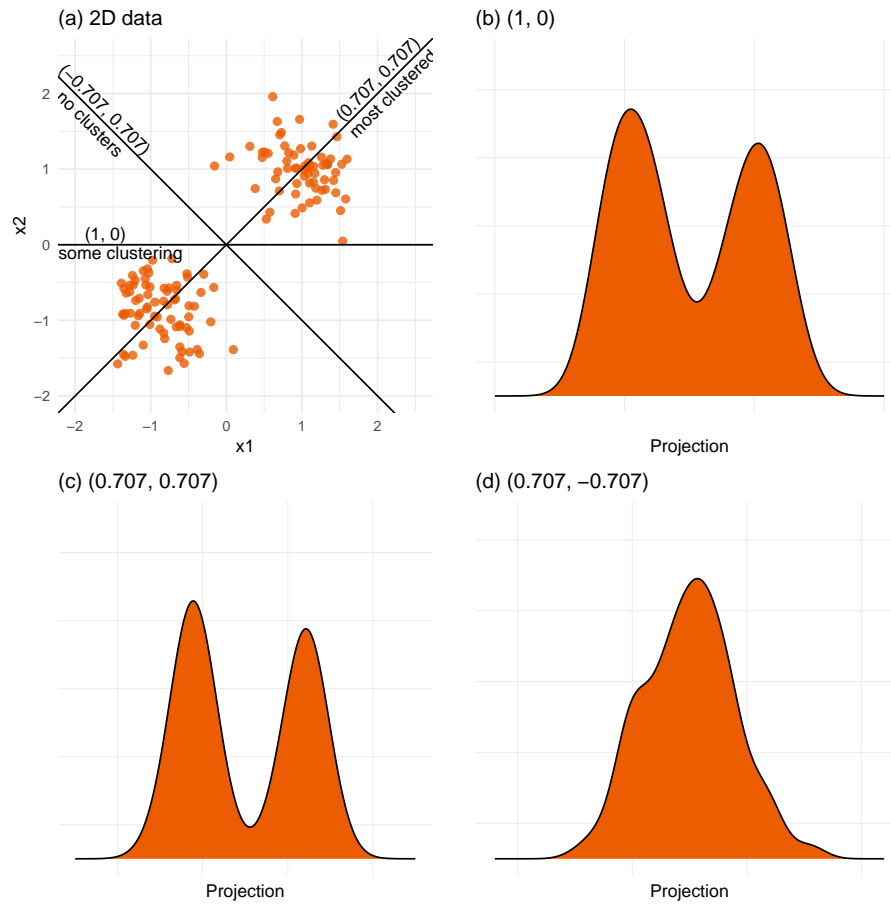 (a) 2D data
(−0.707, 0.707)
no clusters
(0.707, 0.707)
most clustered
(1, 0)
some clustering
2
1
0
−1
−2
x2
−2
−1
0
1
2
x1
(b) (1, 0)
Projection
(c) (0.707, 0.707)
Projection
(d) (0.707, −0.707)
Projection